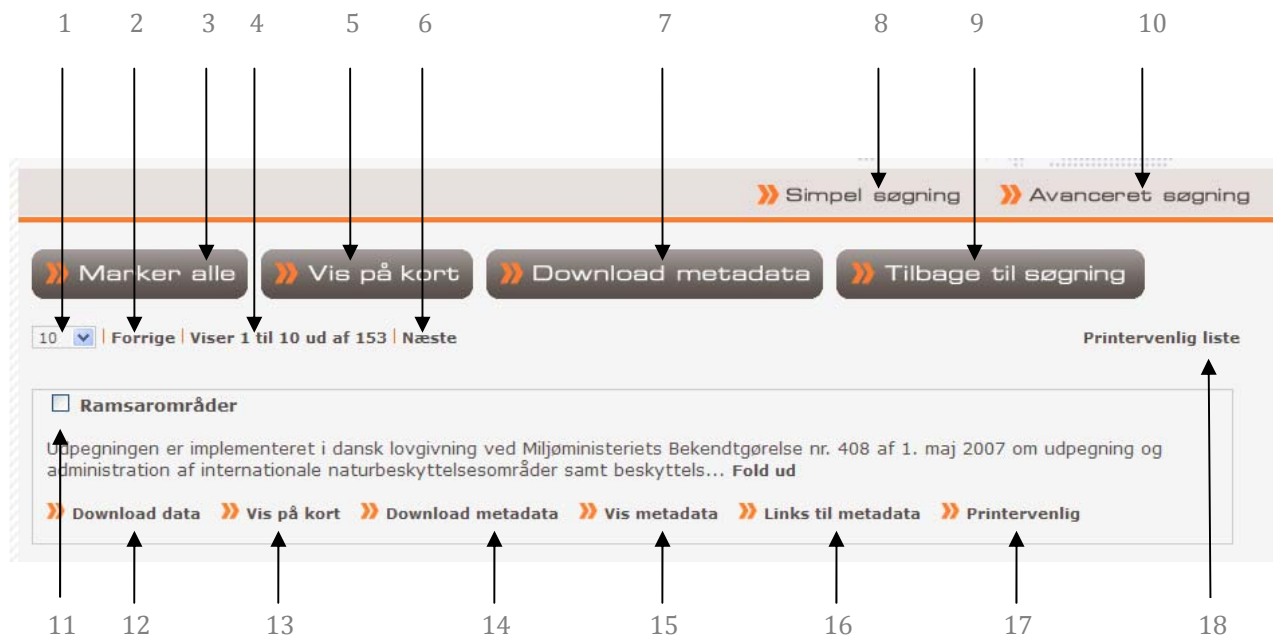 1 2 3 4 5 6 7 8 9 10
Simpel søgning Avanceret søgning
Marker alle Vis på kort Download metadata Tilbage til søgning
10 | Forrige | Viser 1 til 10 ud af 153 | Næste Printervenlig liste
Ramsarområder
Udpegningen er implementeret i dansk lovgivning ved Miljøministeriets Bekendtgørelse nr. 408 af 1. maj 2007 om udpegning og
administration af internationale naturbeskyttelsesområder samt beskyttels... Fold ud
Download data Vis på kort Download metadata Vis metadata Links til metadata Printervenlig
11 12 13 14 15 16 17 18